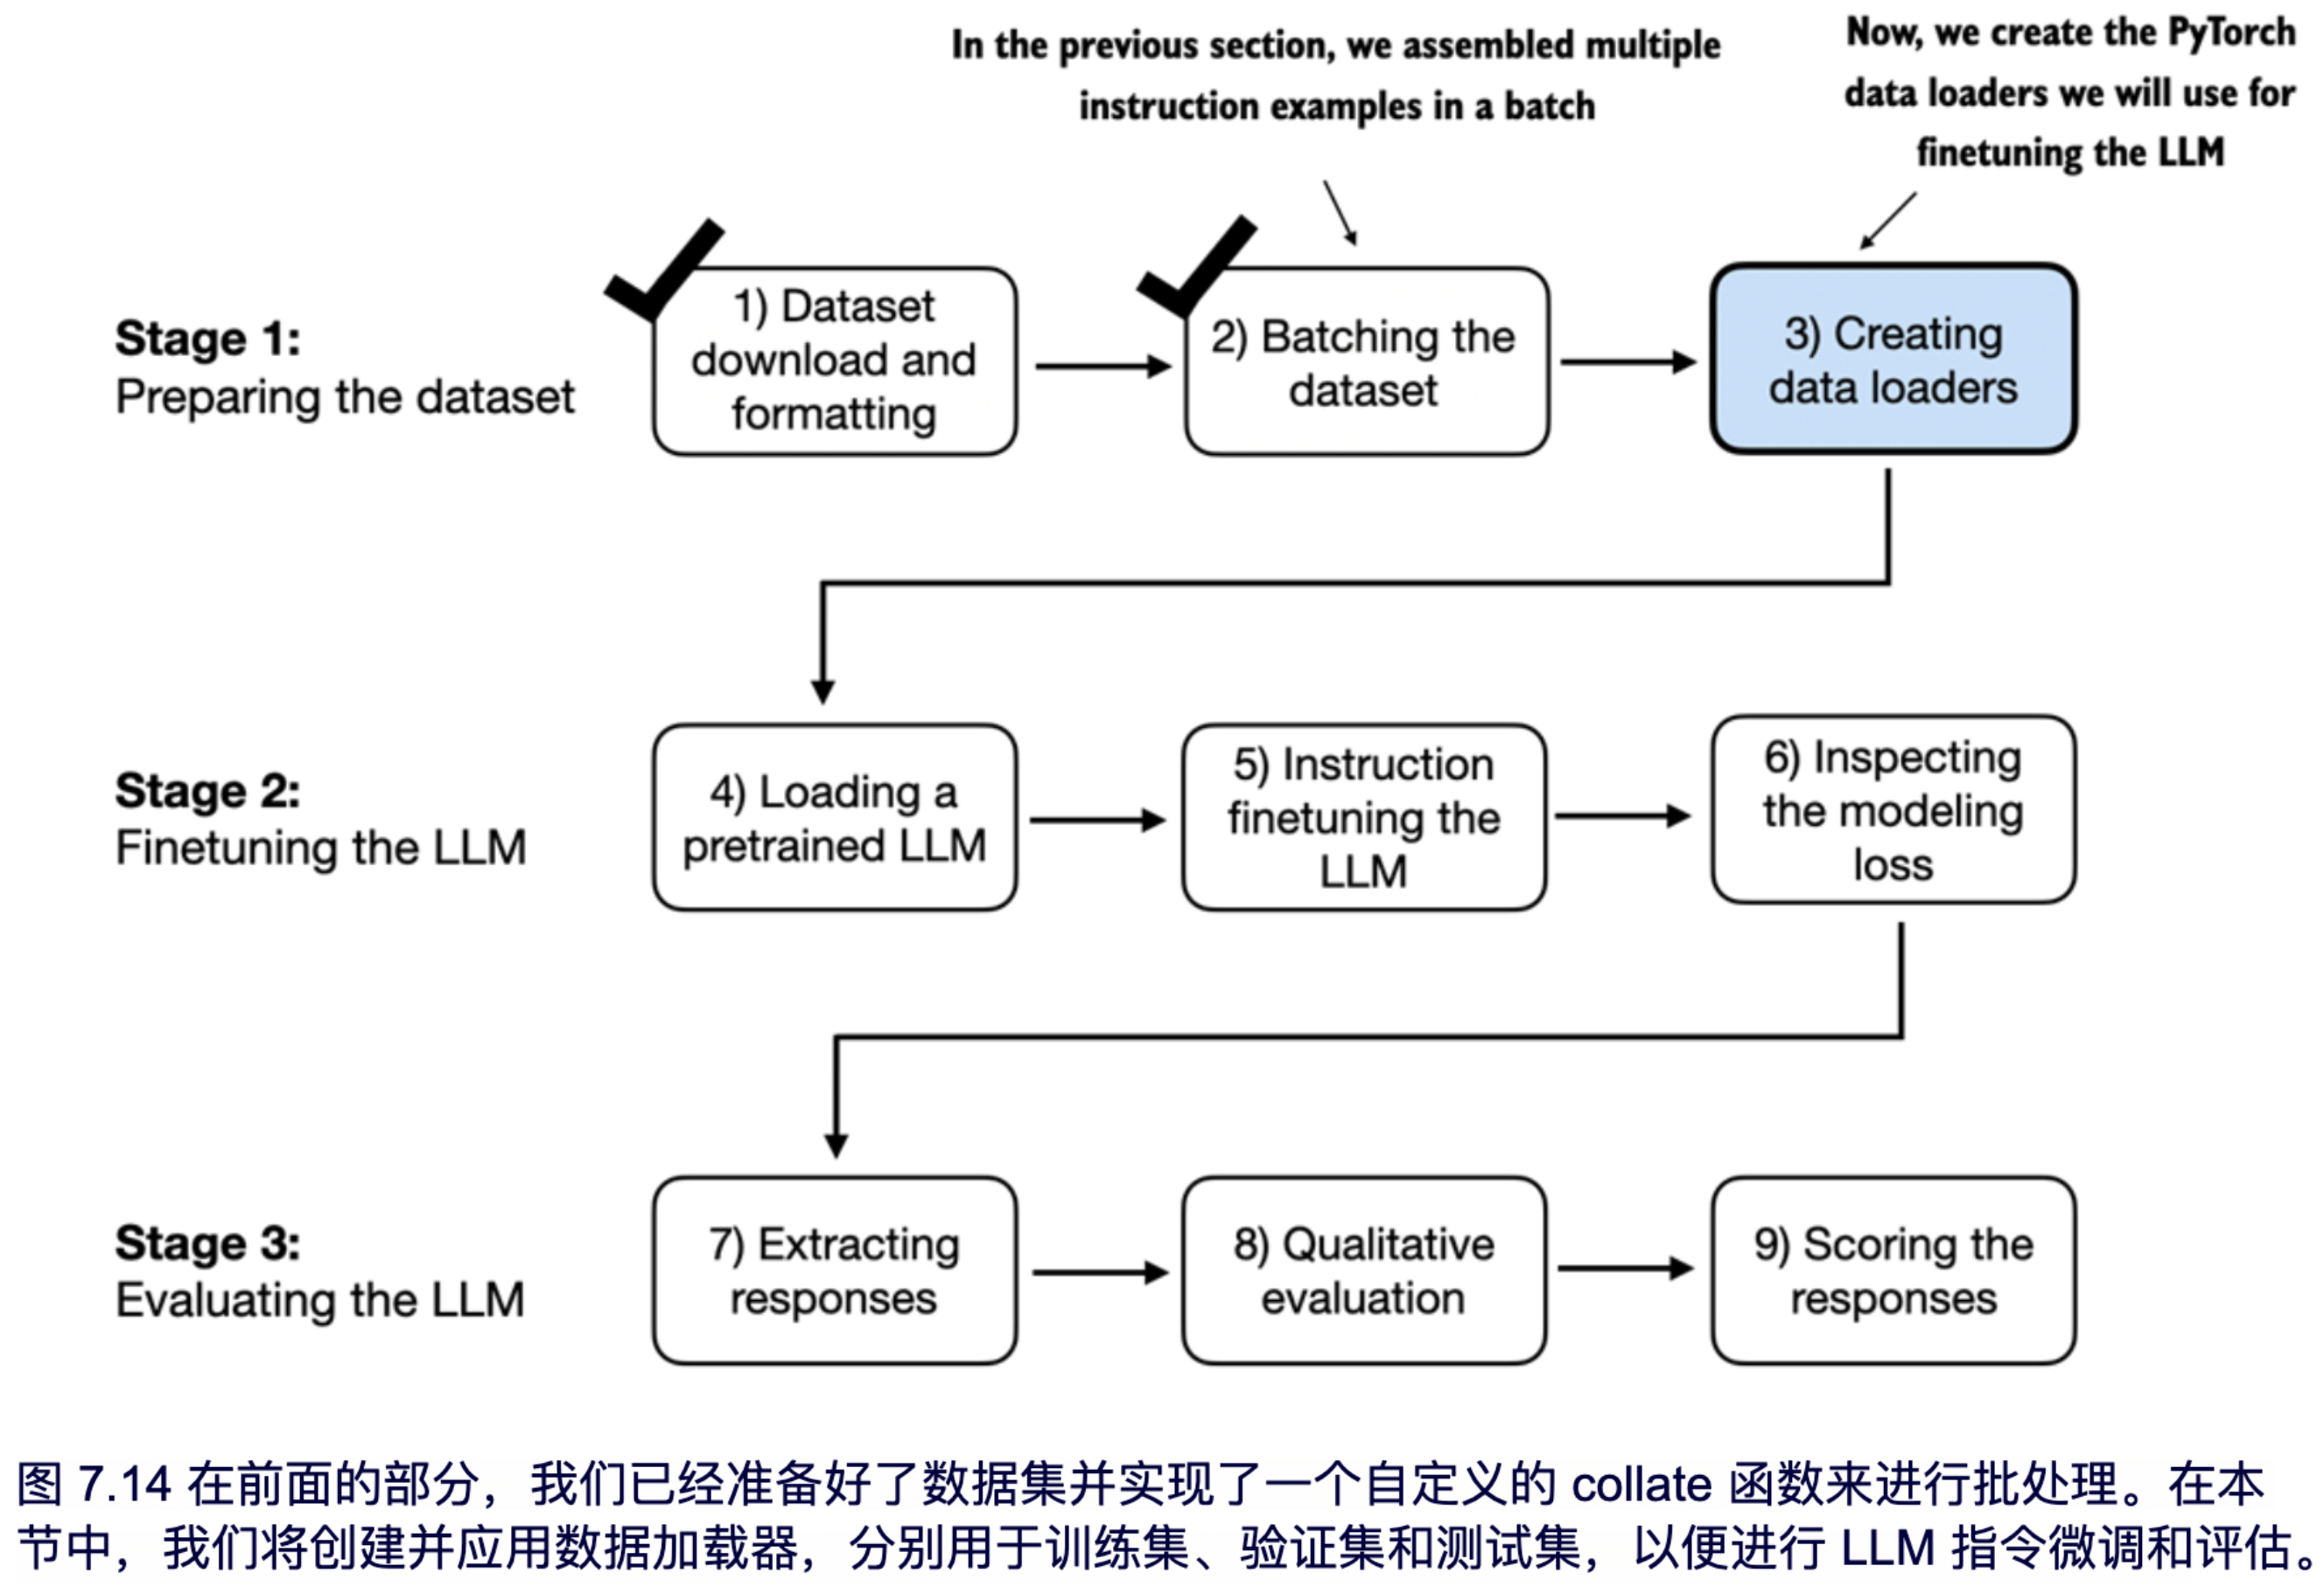 In the previous section, we assembled multiple
instruction examples in a batch
Now, we create the PyTorch
data loaders we will use for
finetuning the LLM
Stage 1:
Preparing the dataset
1) Dataset
download and
formatting
2) Batching the
dataset
3) Creating
data loaders
Stage 2:
Finetuning the LLM
4) Loading a
pretrained LLM
5) Instruction
finetuning the
LLM
6) Inspecting
the modeling
loss
Stage 3:
Evaluating the LLM
7) Extracting
responses
8) Qualitative
evaluation
9) Scoring the
responses
图 7.14 在前面的部分，我们已经准备好了数据集并实现了一个自定义的 collate 函数来进行批处理。在本
节中，我们将创建并应用数据加载器，分别用于训练集、验证集和测试集，以便进行 LLM 指令微调和评估。